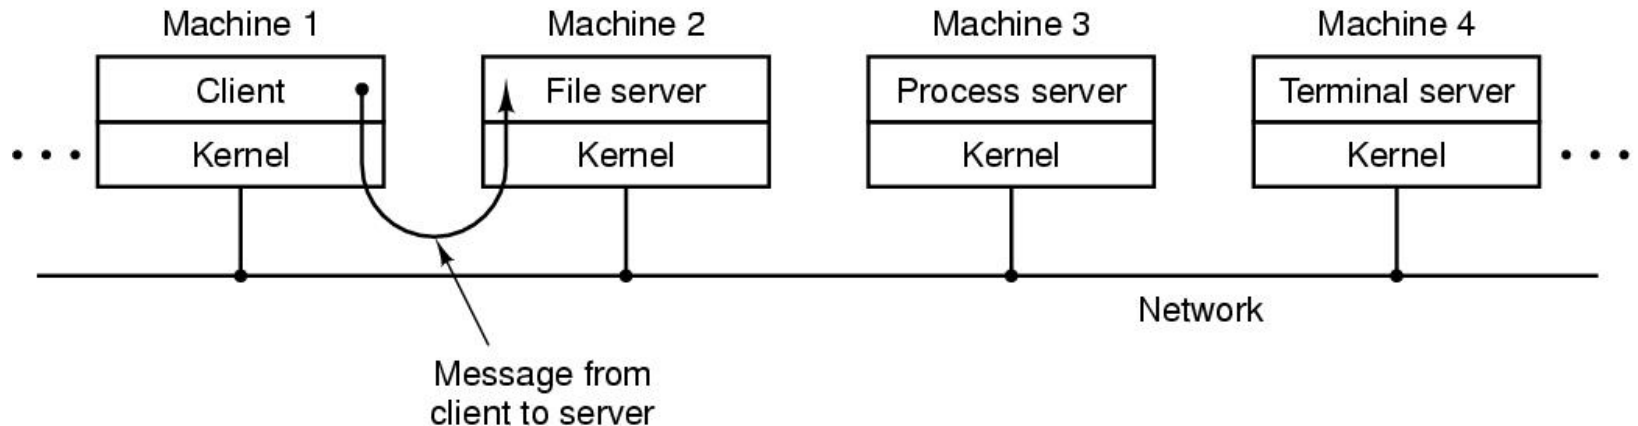 Machine 1
Machine 2
Machine 3
Machine 4
Client
File server
Process server
Terminal server
Kernel
Kernel
Kernel
Kernel
Network
Message from
client to server